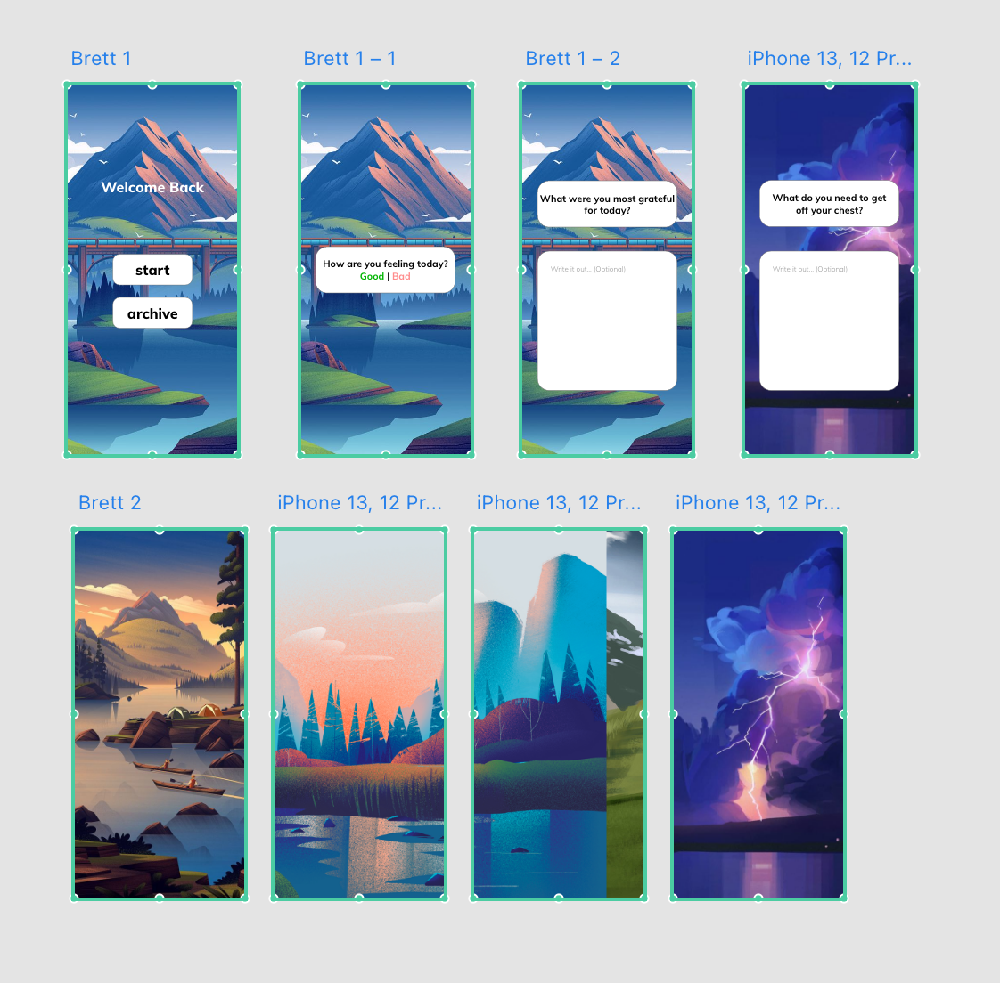 Brett 1
Brett 1 – 1
Brett 1 – 2
iPhone 13, 12 Pr...
Welcome Back
start
archive
How are you feeling today?
Good | Bad
What were you most grateful
for today?
Write it out... (Optional)
What do you need to get
off your chest?
Write it out... (Optional)
Brett 2
iPhone 13, 12 Pr...
iPhone 13, 12 Pr...
iPhone 13, 12 Pr...